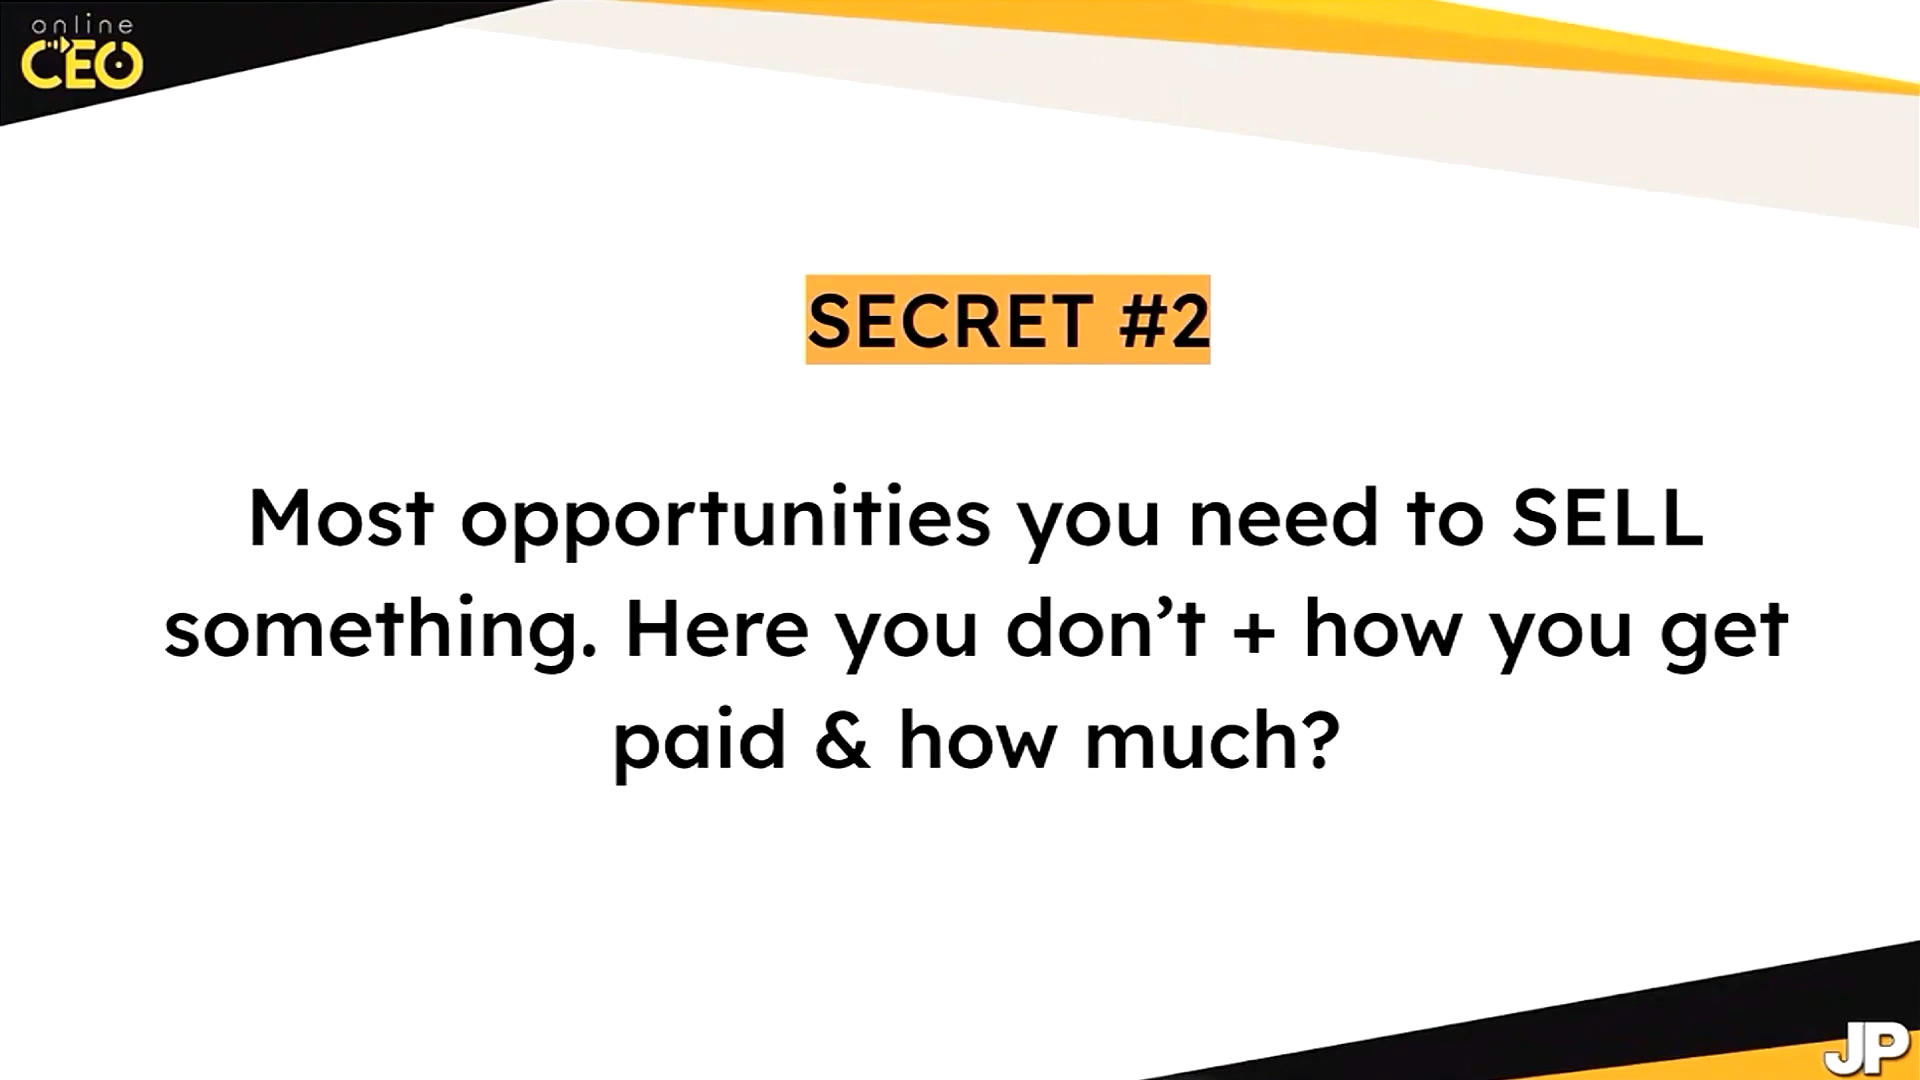 online
CEO
SECRET #2
Most opportunities you need to SELL
something. Here you don’t + how you get
paid & how much?
JP